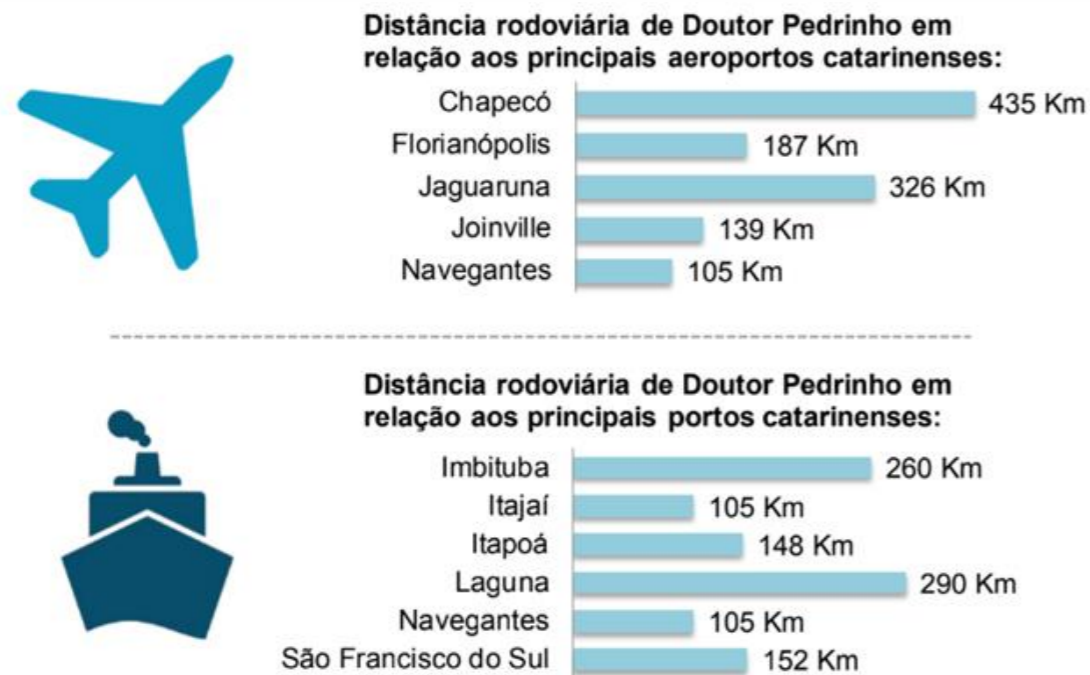 Distância rodoviária de Doutor Pedrinho em
relação aos principais aeroportos catarinenses:
Chapecó 435 Km
Florianópolis 187 Km
Jaguaruna 326 Km
Joinville 139 Km
Navegantes 105 Km
Distância rodoviária de Doutor Pedrinho em
relação aos principais portos catarinenses:
Imbituba 260 Km
Itajaí 105 Km
Itapoá 148 Km
Laguna 290 Km
Navegantes 105 Km
São Francisco do Sul 152 Km